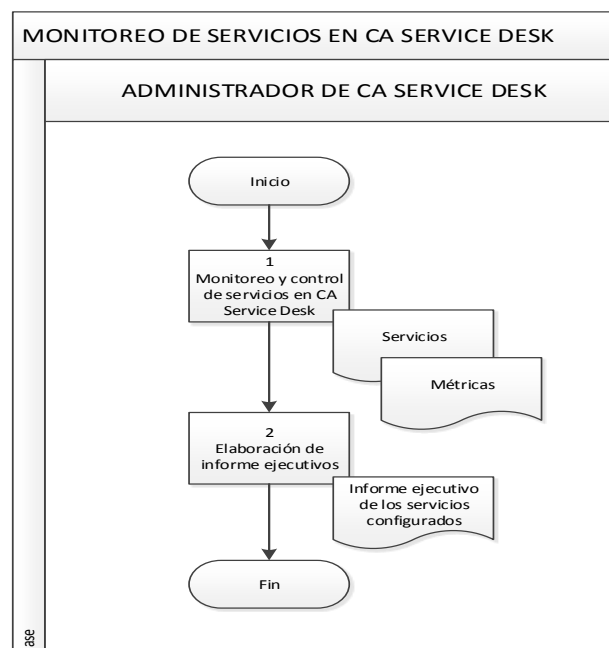 MONITOREO DE SERVICIOS EN CA SERVICE DESK
ADMINISTRADOR DE CA SERVICE DESK
Inicio
1
Monitoreo y control
de servicios en CA
Service Desk
Servicios
Métricas
2
Elaboración de
informe ejecutivos
Informe ejecutivo
de los servicios
configurados
Fin
ase